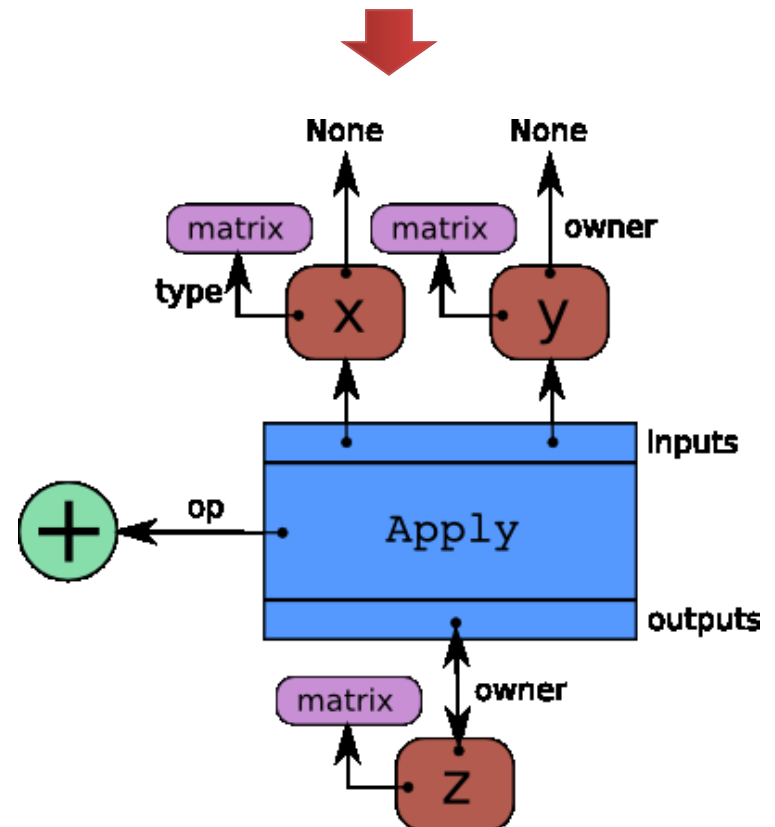 None None
matrix matrix owner
type x y
inputs
op
+ Apply
outputs
matrix owner
z